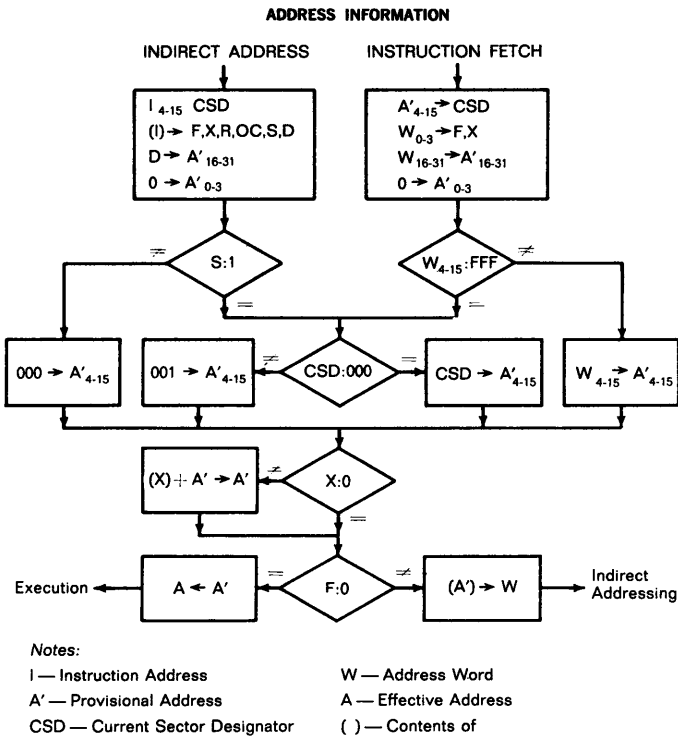 ADDRESS INFORMATION
INDIRECT ADDRESS
INSTRUCTION FETCH
I4-15 CSD
(I)→ F,X,R,OC,S,D
D→ A′16-31
0→ A′0-3
A′4-15→ CSD
W0-3→F,X
W16-31→A′16-31
0→ A′0-3
≠
S:1
=
W4-15:FFF
≠
=
000→ A′4-15
001→ A′4-15
≠
CSD:000
=
CSD→ A′4-15
W4-15→A′4-15
(X)+ A′→A′
≠
X:0
=
Execution
A ← A′
=
F:0
≠
(A′)→ W
Indirect
Addressing
Notes:
I — Instruction Address
A′ — Provisional Address
CSD — Current Sector Designator
W — Address Word
A — Effective Address
( ) — Contents of